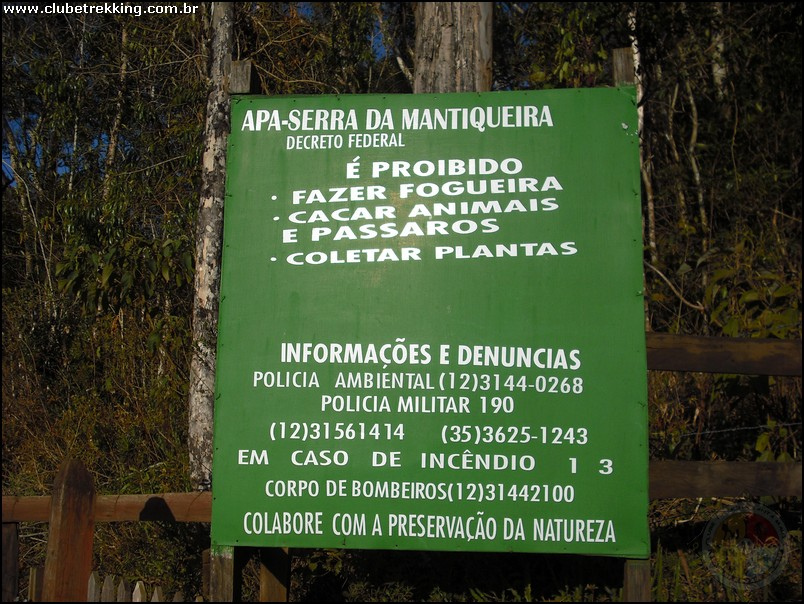 www.clubetrekking.com.br
APA-SERRA DA MANTIQUEIRA
DECRETO FEDERAL
É PROIBIDO
· FAZER FOGUEIRA
· CACAR ANIMAIS
E PASSAROS
· COLETAR PLANTAS
INFORMAÇÕES E DENUNCIAS
POLICIA AMBIENTAL (12)3144-0268
POLICIA MILITAR 190
(12)31561414 (35)3625-1243
EM CASO DE INCÊNDIO 1 3
CORPO DE BOMBEIROS(12)31442100
COLABORE COM A PRESERVAÇÃO DA NATUREZA